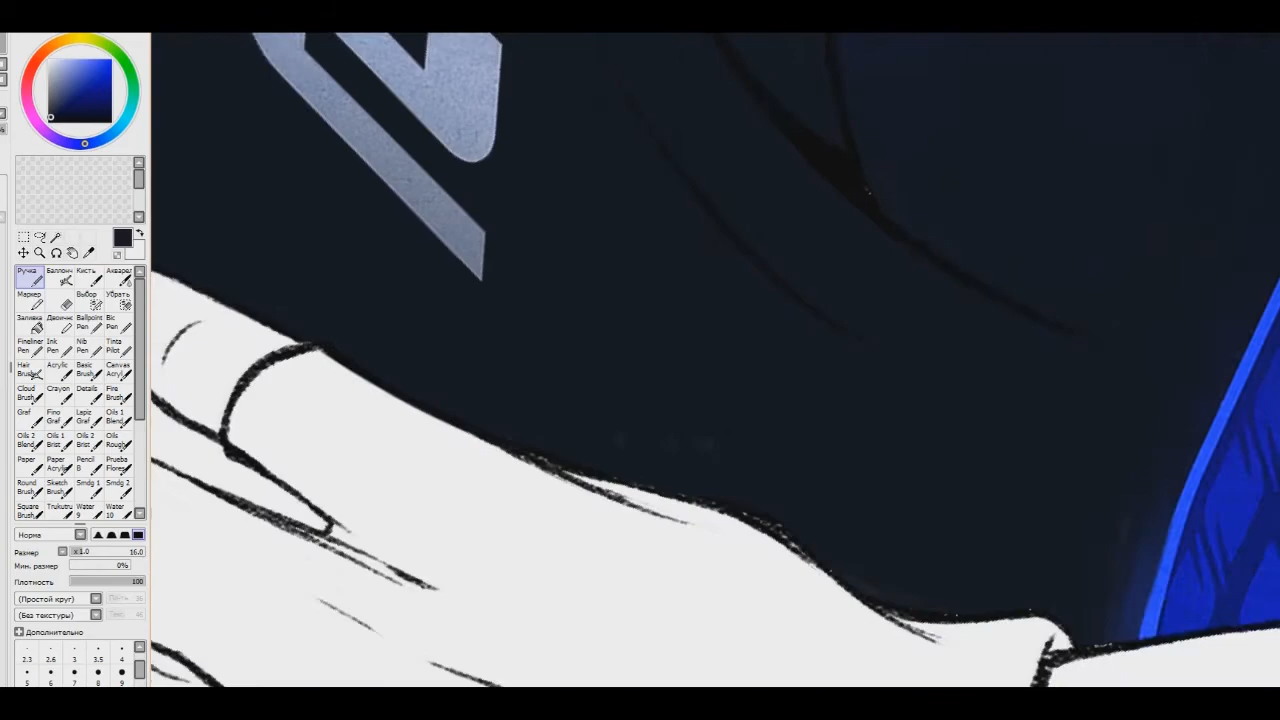 Ручка Баллонч Кисть Акварел
Маркер Выбор Убрать
Заливка Двоичн Ballpoint Pen Bic Pen
Fineliner Pen Ink Pen Nib Pen Tinta Pilot
Hair Brush Acrylic Basic Brush Canvas Acryl
Cloud Brush Crayon Details Fire Brush
Graf Fino Graf Lapiz Graf Oils 1 Blend
Oils 2 Blend Oils 1 Brist Oils 2 Brist Oils Rough
Paper Paper Acrylic Pencil B Prueba Flores
Round Brush Sketch Brush Smdg 1 Smdg 2
Square Brush Trukutru Water 9 Water 10
Норма
Размер x1.0 16.0
Мин. размер 0%
Плотность 100
(Простой круг)
(Без текстуры)
Дополнительно
2.3 2.6 3 3.5 4
5 6 7 8 9